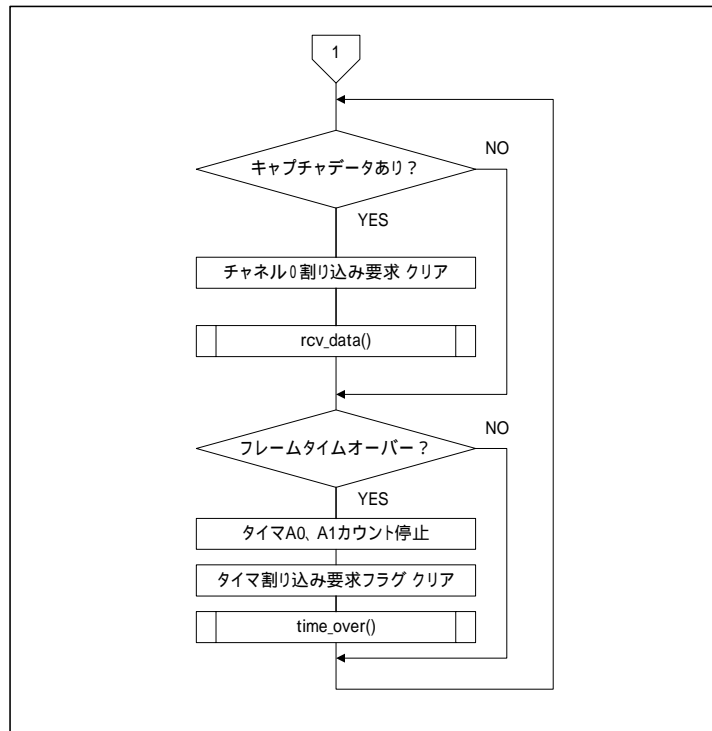 1
キャプチャデータあり？
NO
YES
チャネル0割り込み要求 クリア
rcv_data()
フレームタイムオーバー？
NO
YES
タイマA0、A1カウント停止
タイマ割り込み要求フラグ クリア
time_over()